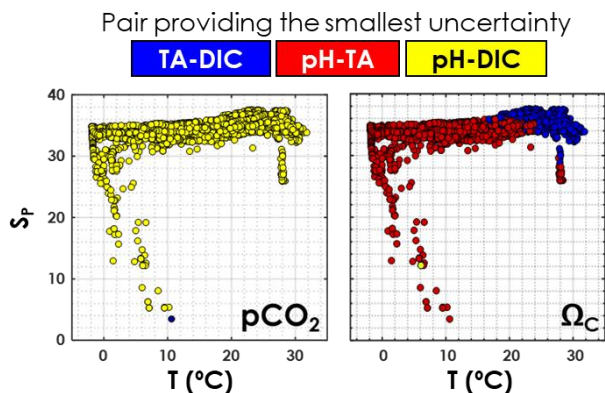 Pair providing the smallest uncertainty
TA-DIC pH-TA pH-DIC
40
30
20
10
0
Sₚ
pCO₂
Ω_C
0 10 20 30
0 10 20 30
T (ºC)
T (ºC)